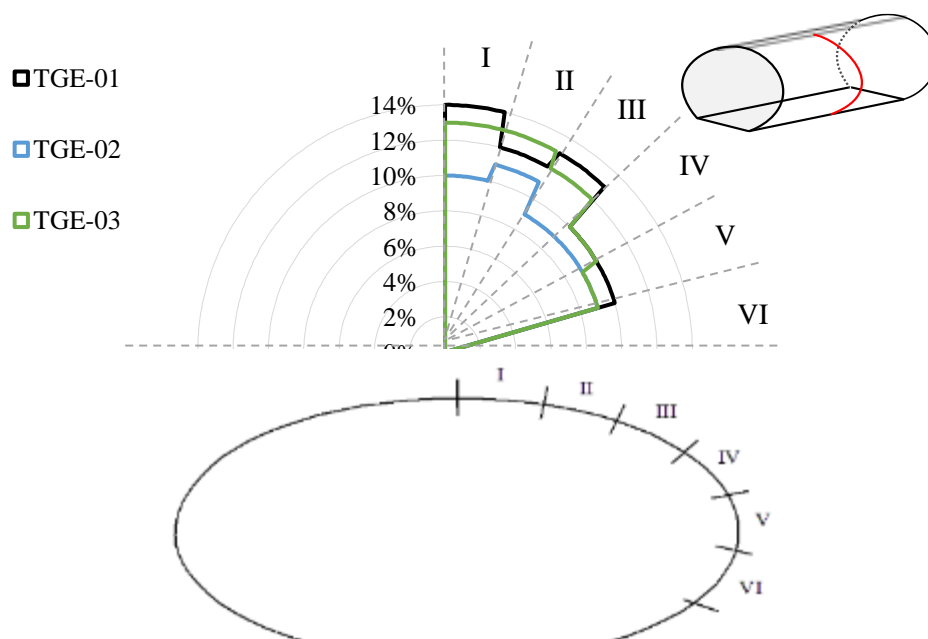 TGE-01
TGE-02
TGE-03
14%
12%
10%
8%
6%
4%
2%
I
II
III
IV
V
VI
I
II
III
IV
V
VI